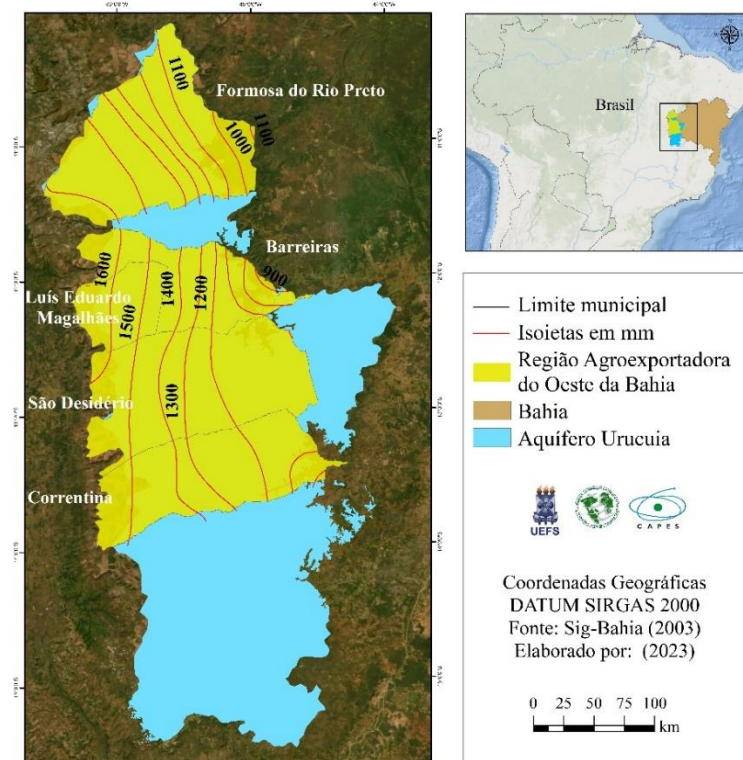 Formosa do Rio Preto
1100
1000
1100
Barreiras
900
1600
1500
1400
1200
1300
Luís Eduardo
Magalhães
São Desidério
Correntina
Brasil
Limite municipal
Isoietas em mm
Região Agroexportadora
do Oeste da Bahia
Bahia
Aquífero Urucuia
UEFS
CAPES
Coordenadas Geográficas
DATUM SIRGAS 2000
Fonte: Sig-Bahia (2003)
Elaborado por: (2023)
0 25 50 75 100
km